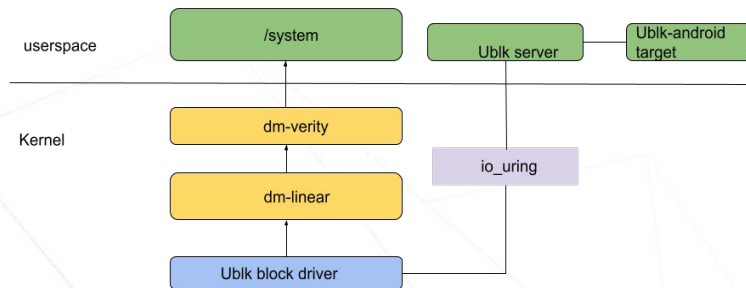 userspace
/system
Ublk server
Ublk-android
target
Kernel
dm-verity
io_uring
dm-linear
Ublk block driver